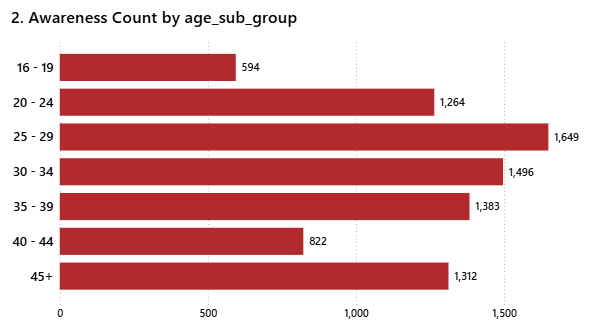 2. Awareness Count by age_sub_group
16 - 19 594
20 - 24 1,264
25 - 29 1,649
30 - 34 1,496
35 - 39 1,383
40 - 44 822
45+ 1,312
0 500 1,000 1,500